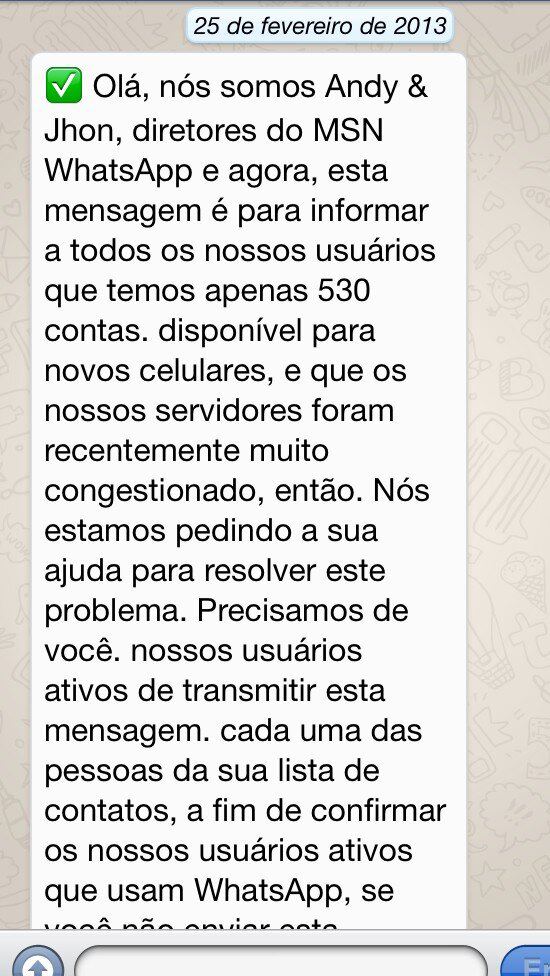 25 de fevereiro de 2013
✅ Olá, nós somos Andy &
Jhon, diretores do MSN
WhatsApp e agora, esta
mensagem é para informar
a todos os nossos usuários
que temos apenas 530
contas. disponível para
novos celulares, e que os
nossos servidores foram
recentemente muito
congestionado, então. Nós
estamos pedindo a sua
ajuda para resolver este
problema. Precisamos de
você. nossos usuários
ativos de transmitir esta
mensagem. cada uma das
pessoas da sua lista de
contatos, a fim de confirmar
os nossos usuários ativos
que usam WhatsApp, se
você não enviar esta